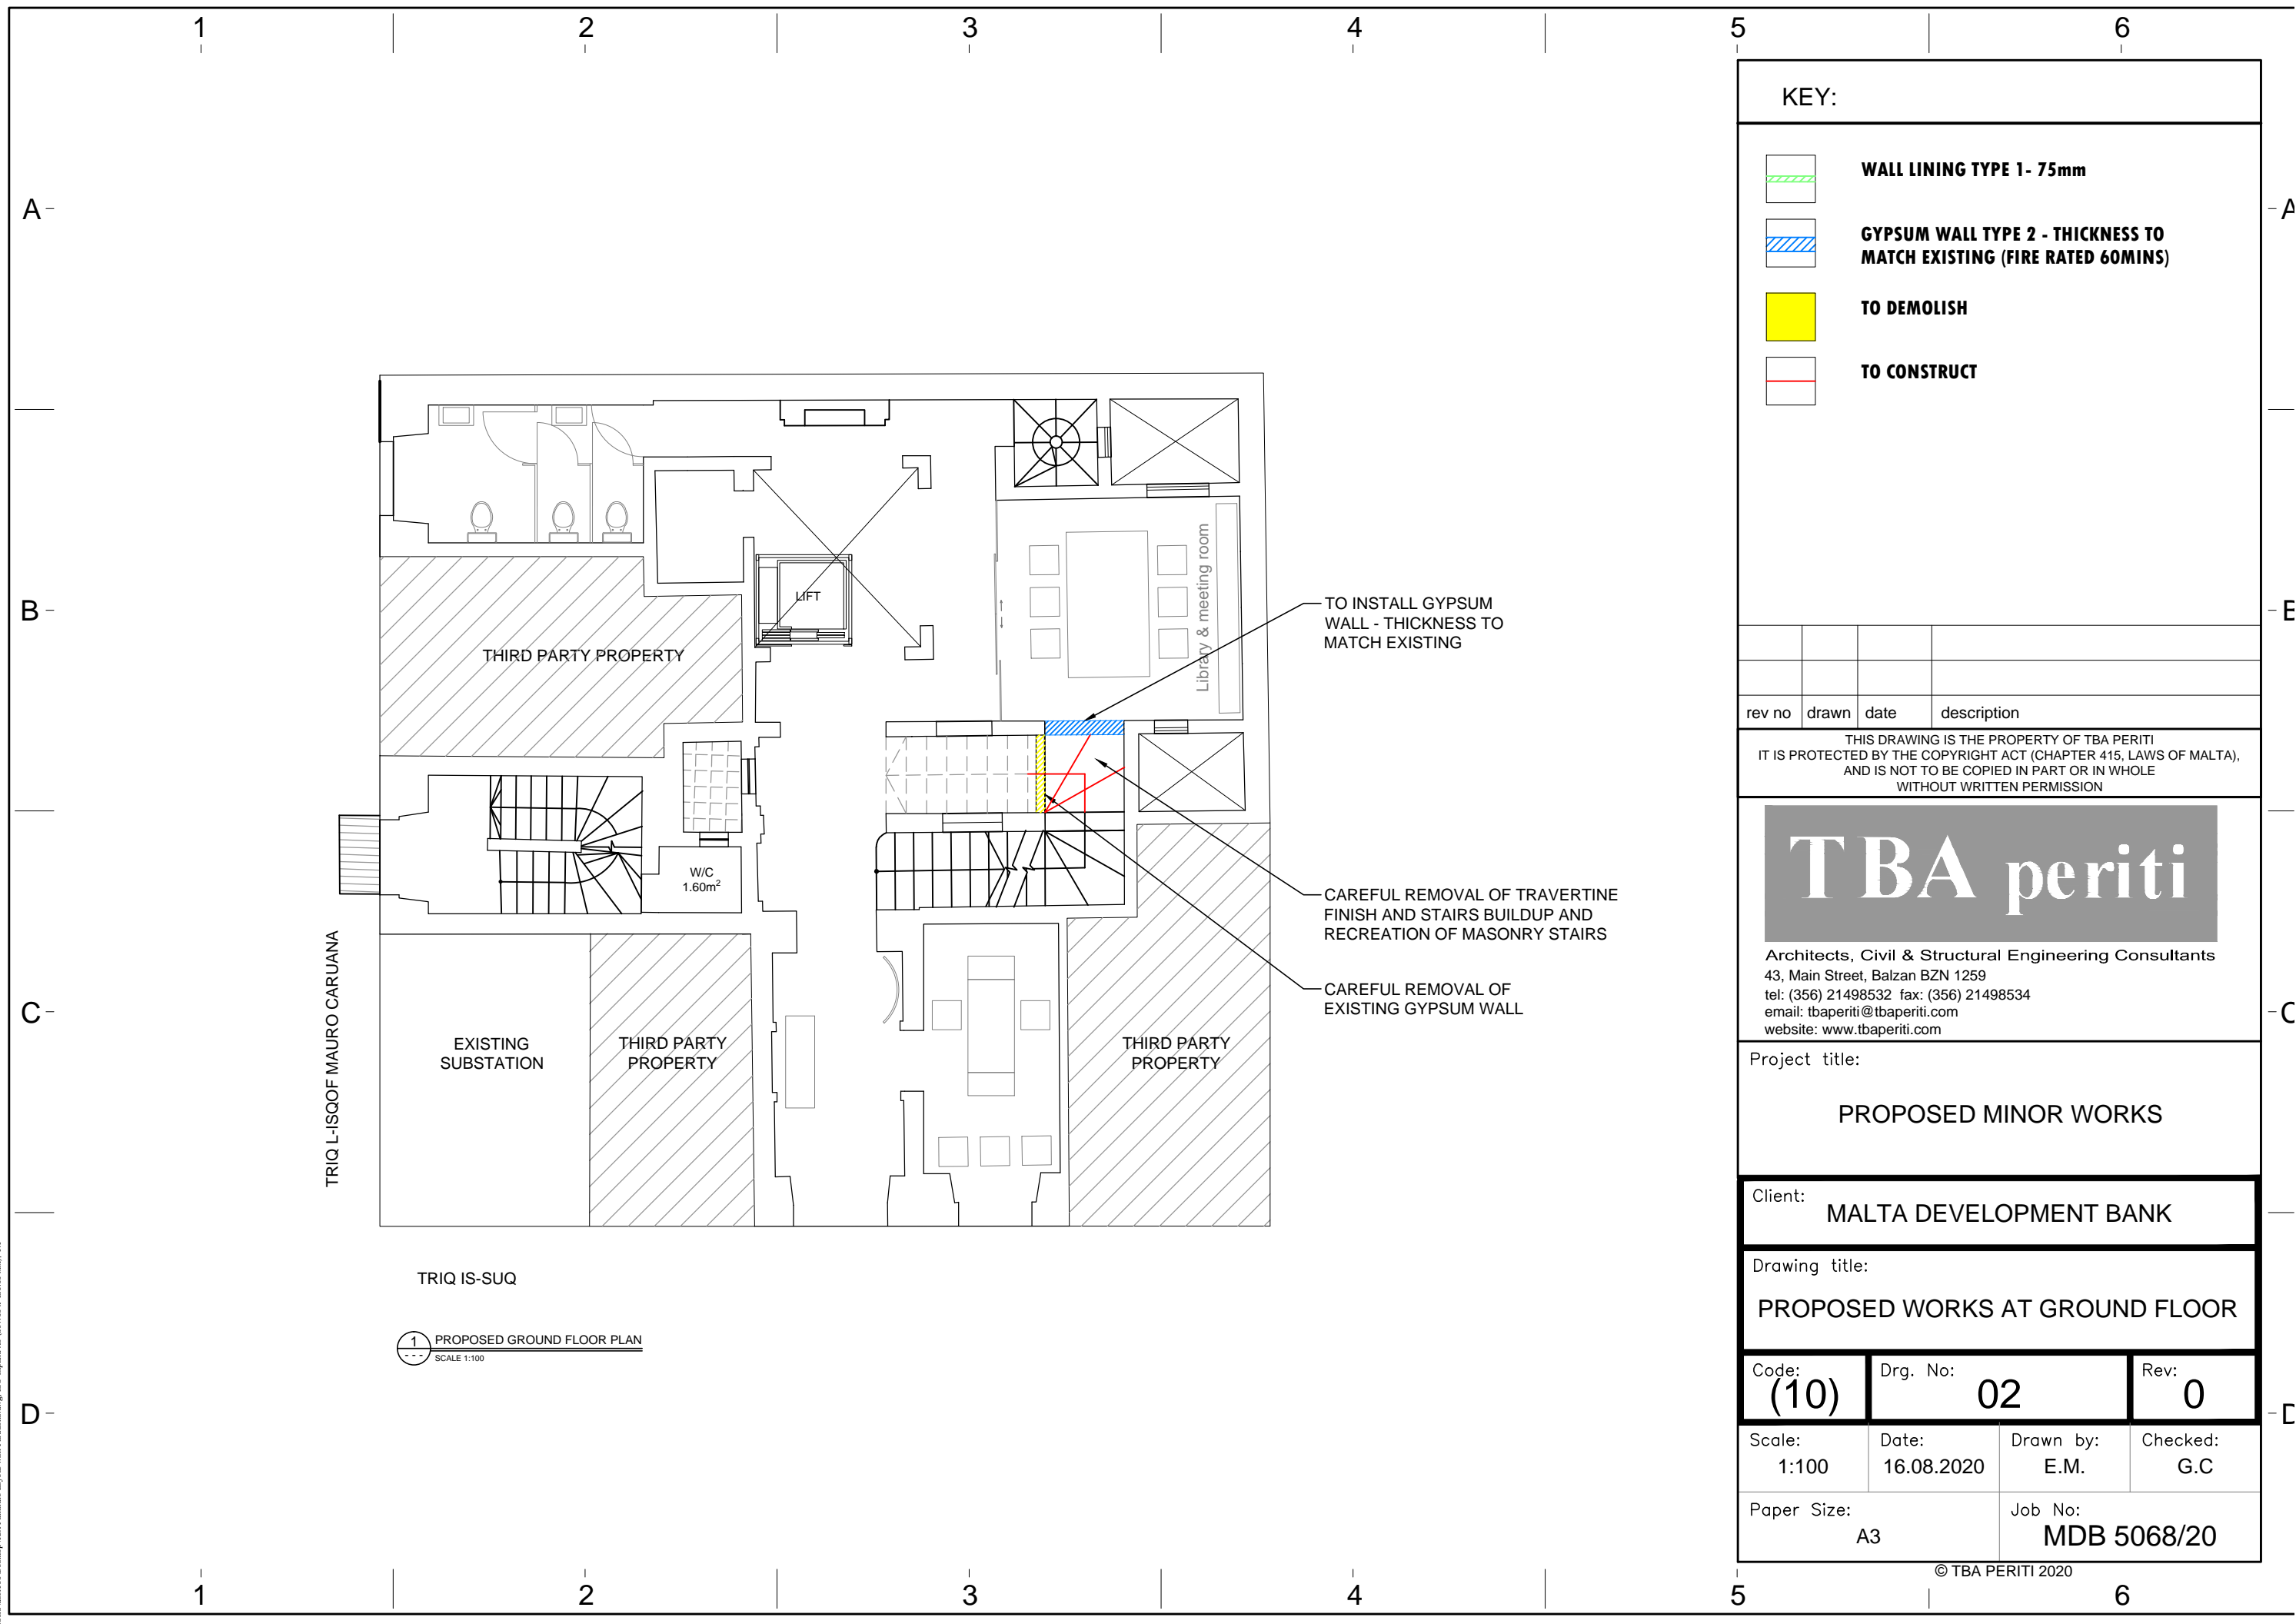 1 2 3 4 5 6
A
B
C
D
A
B
C
D
KEY:
WALL LINING TYPE 1- 75mm
GYPSUM WALL TYPE 2 - THICKNESS TO
MATCH EXISTING (FIRE RATED 60MINS)
TO DEMOLISH
TO CONSTRUCT
LIFT
Library & meeting room
THIRD PARTY PROPERTY
W/C
1.60m²
EXISTING
SUBSTATION
THIRD PARTY
PROPERTY
THIRD PARTY
PROPERTY
TO INSTALL GYPSUM
WALL - THICKNESS TO
MATCH EXISTING
CAREFUL REMOVAL OF TRAVERTINE
FINISH AND STAIRS BUILDUP AND
RECREATION OF MASONRY STAIRS
CAREFUL REMOVAL OF
EXISTING GYPSUM WALL
TRIQ L-ISQOF MAURO CARUANA
TRIQ IS-SUQ
1
---
PROPOSED GROUND FLOOR PLAN
SCALE 1:100
rev no drawn date description
THIS DRAWING IS THE PROPERTY OF TBA PERITI
IT IS PROTECTED BY THE COPYRIGHT ACT (CHAPTER 415, LAWS OF MALTA),
AND IS NOT TO BE COPIED IN PART OR IN WHOLE
WITHOUT WRITTEN PERMISSION
TBA periti
Architects, Civil & Structural Engineering Consultants
43, Main Street, Balzan BZN 1259
tel: (356) 21498532 fax: (356) 21498534
email: tbaperiti@tbaperiti.com
website: www.tbaperiti.com
Project title:
PROPOSED MINOR WORKS
Client:
MALTA DEVELOPMENT BANK
Drawing title:
PROPOSED WORKS AT GROUND FLOOR
Code: Drg. No: Rev:
(10) 02 0
Scale: Date: Drawn by: Checked:
1:100 16.08.2020 E.M. G.C
Paper Size: Job No:
A3 MDB 5068/20
© TBA PERITI 2020
1 2 3 4 5 6